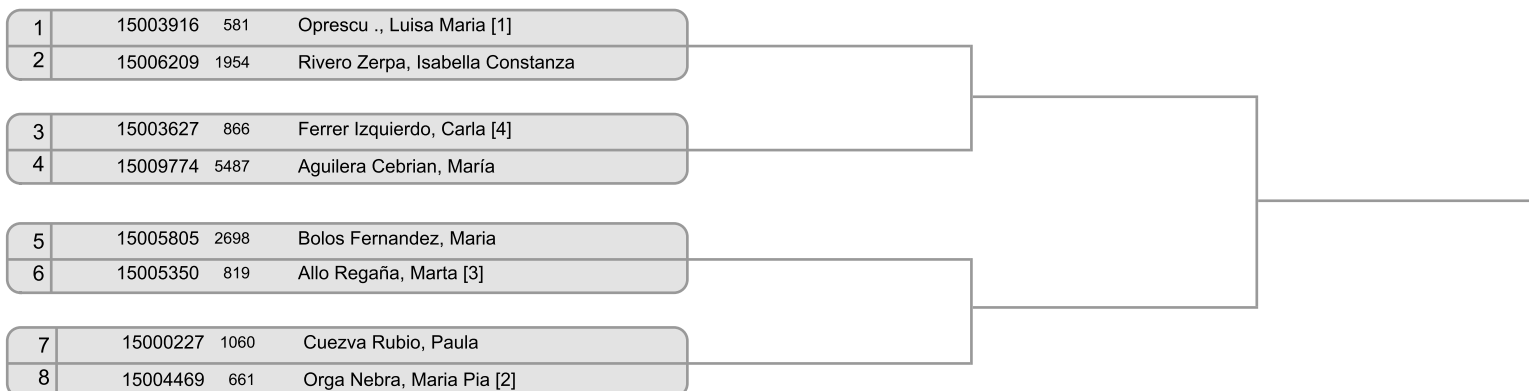 1 15003916 581 Oprescu ., Luisa Maria [1]
2 15006209 1954 Rivero Zerpa, Isabella Constanza
3 15003627 866 Ferrer Izquierdo, Carla [4]
4 15009774 5487 Aguilera Cebrian, María
5 15005805 2698 Bolos Fernandez, Maria
6 15005350 819 Allo Regaña, Marta [3]
7 15000227 1060 Cuezva Rubio, Paula
8 15004469 661 Orga Nebra, Maria Pia [2]